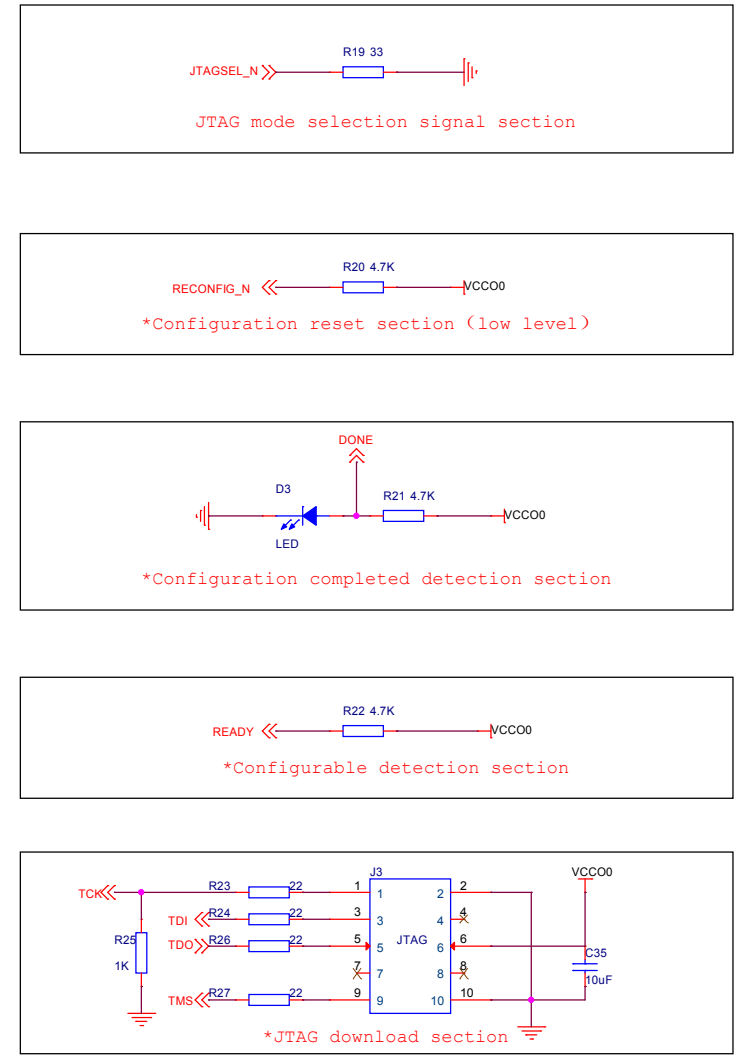 R19 33
JTAGSEL_N
JTAG mode selection signal section
R20 4.7K
RECONFIG_N
VCCO0
*Configuration reset section（low level）
DONE
D3
R21 4.7K
VCCO0
LED
*Configuration completed detection section
R22 4.7K
READY
VCCO0
*Configurable detection section
J3
VCCO0
TCK R23 22 1 1 2 2
TDI R24 22 3 3 4 4
R25 TDO R26 22 5 5 JTAG 6 6
C35
1K 7 7 8 8
10uF
TMS R27 22 9 9 10 10
*JTAG download section